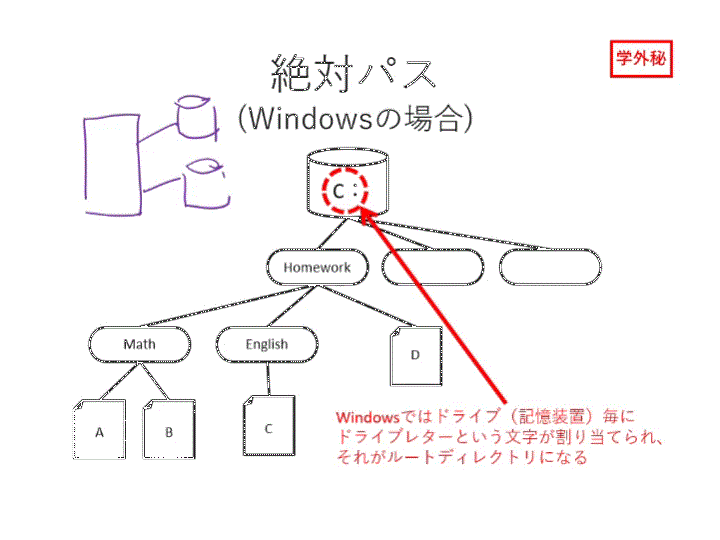 学外秘
絶対パス
(Windowsの場合)
C：
Homework
Math
English
D
A
B
C
Windowsではドライブ（記憶装置）毎に
ドライブレターという文字が割り当てられ、
それがルートディレクトリになる